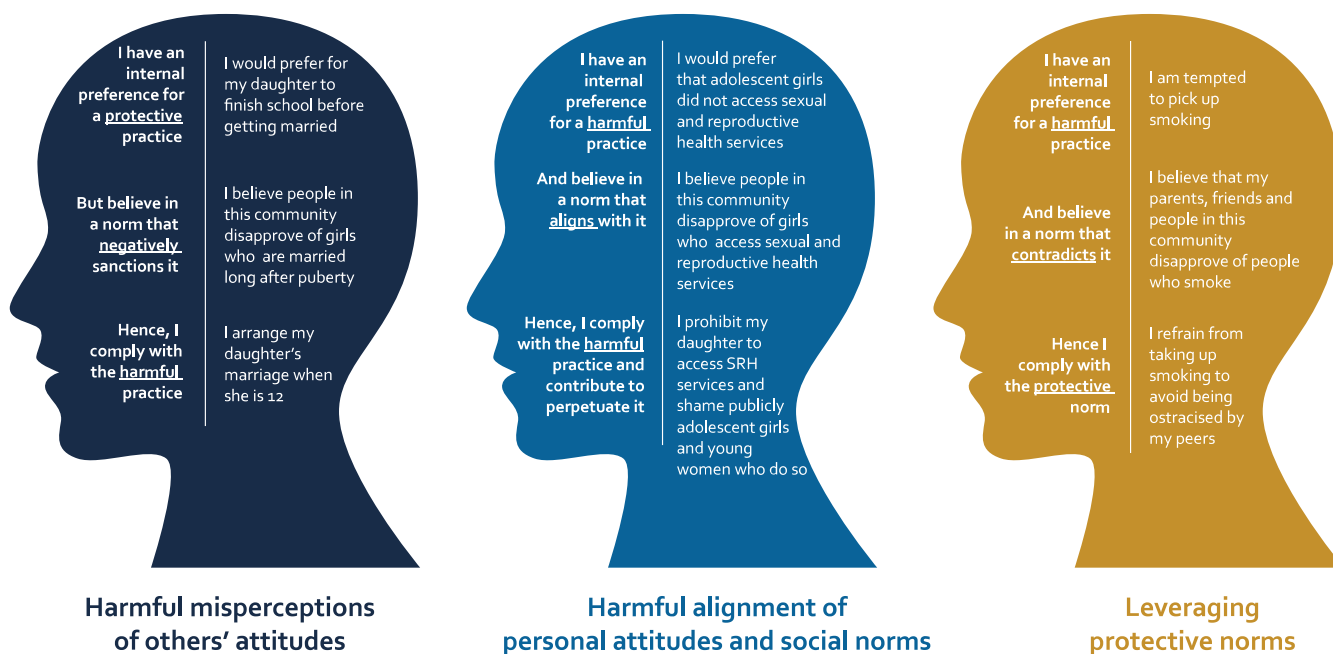 I have an
internal
preference for
a protective
practice
I would prefer for
my daughter to
finish school before
getting married
But believe in
a norm that
negatively
sanctions it
I believe people in
this community
disapprove of girls
who are married
long after puberty
Hence, I
comply with
the harmful
practice
I arrange my
daughter's
marriage when
she is 12
Harmful misperceptions
of others' attitudes
I have an
internal
preference
for a harmful
practice
I would prefer
that adolescent girls
did not access sexual
and reproductive
health services
And believe in
a norm that
aligns with it
I believe people in
this community
disapprove of girls
who access sexual and
reproductive health
services
Hence, I comply
with the harmful
practice and
contribute to
perpetuate it
I prohibit my
daughter to
access SRH
services and
shame publicly
adolescent girls
and young
women who do so
Harmful alignment of
personal attitudes and social norms
I have an
internal
preference
for a harmful
practice
I am tempted
to pick up
smoking
And believe
in a norm that
contradicts it
I believe that my
parents, friends and
people in this
community
disapprove of people
who smoke
Hence I
comply with
the protective
norm
I refrain from
taking up
smoking to
avoid being
ostracised by
my peers
Leveraging
protective norms